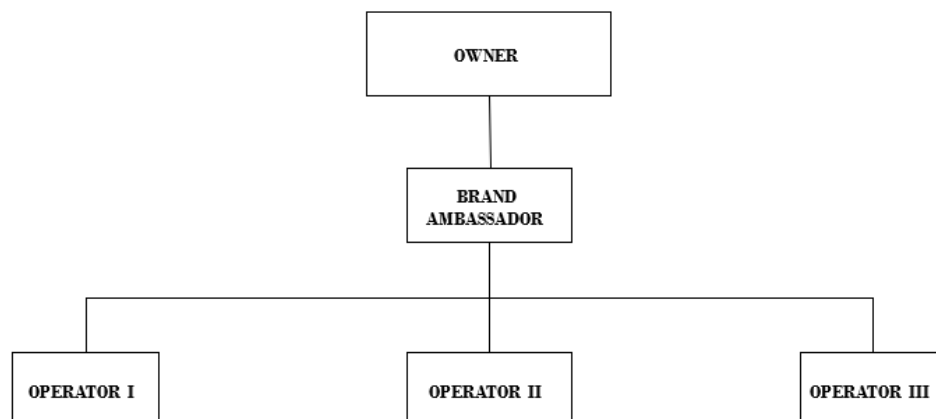 OWNER
BRAND
AMBASSADOR
OPERATOR I
OPERATOR II
OPERATOR III